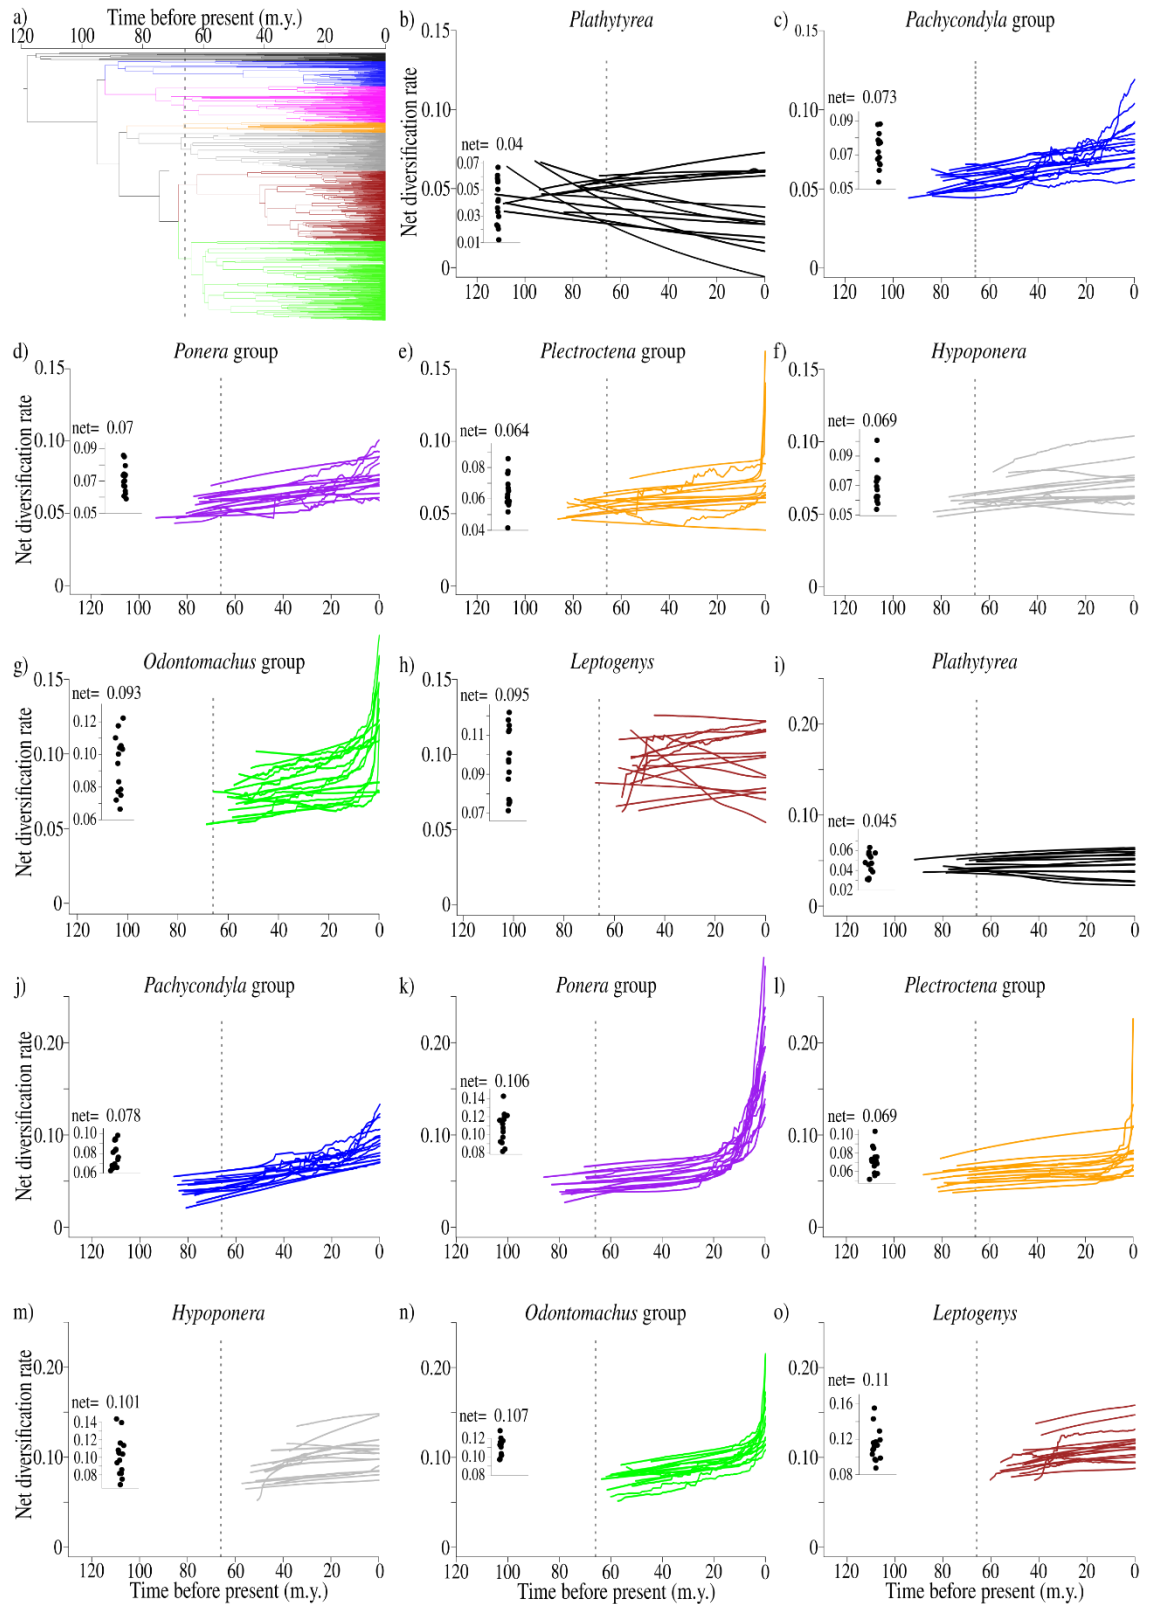 a) Time before present (m.y.)
120 100 80 60 40 20 0
b) Plathytyrea
Net diversification rate
0.15
0.10
0.05
0
net= 0.04
0.07
0.05
0.03
0.01
120 100 80 60 40 20 0
c) Pachycondyla group
0.15
0.10
0.05
0
net= 0.073
0.09
0.07
0.05
120 100 80 60 40 20 0
d) Ponera group
Net diversification rate
0.15
0.10
0.05
0
net= 0.07
0.09
0.07
0.05
120 100 80 60 40 20 0
e) Plectroctena group
0.15
0.10
0.05
0
net= 0.064
0.08
0.06
0.04
120 100 80 60 40 20 0
f) Hypoponera
0.15
0.10
0.05
0
net= 0.069
0.09
0.07
0.05
120 100 80 60 40 20 0
g) Odontomachus group
Net diversification rate
0.15
0.10
0.05
0
net= 0.093
0.12
0.10
0.08
0.06
120 100 80 60 40 20 0
h) Leptogenys
0.15
0.10
0.05
0
net= 0.095
0.11
0.09
0.07
120 100 80 60 40 20 0
i) Plathytyrea
0.20
0.10
0
net= 0.045
0.06
0.04
0.02
120 100 80 60 40 20 0
j) Pachycondyla group
Net diversification rate
0.20
0.10
0
net= 0.078
0.10
0.08
0.06
120 100 80 60 40 20 0
k) Ponera group
0.20
0.10
0
net= 0.106
0.14
0.12
0.10
0.08
120 100 80 60 40 20 0
l) Plectroctena group
0.20
0.10
0
net= 0.069
0.10
0.08
0.06
120 100 80 60 40 20 0
m) Hypoponera
Net diversification rate
0.20
0.10
0
net= 0.101
0.14
0.12
0.10
0.08
120 100 80 60 40 20 0
Time before present (m.y.)
n) Odontomachus group
0.20
0.10
0
net= 0.107
0.12
0.10
0.08
120 100 80 60 40 20 0
Time before present (m.y.)
o) Leptogenys
0.20
0.10
0
net= 0.11
0.16
0.12
0.08
120 100 80 60 40 20 0
Time before present (m.y.)